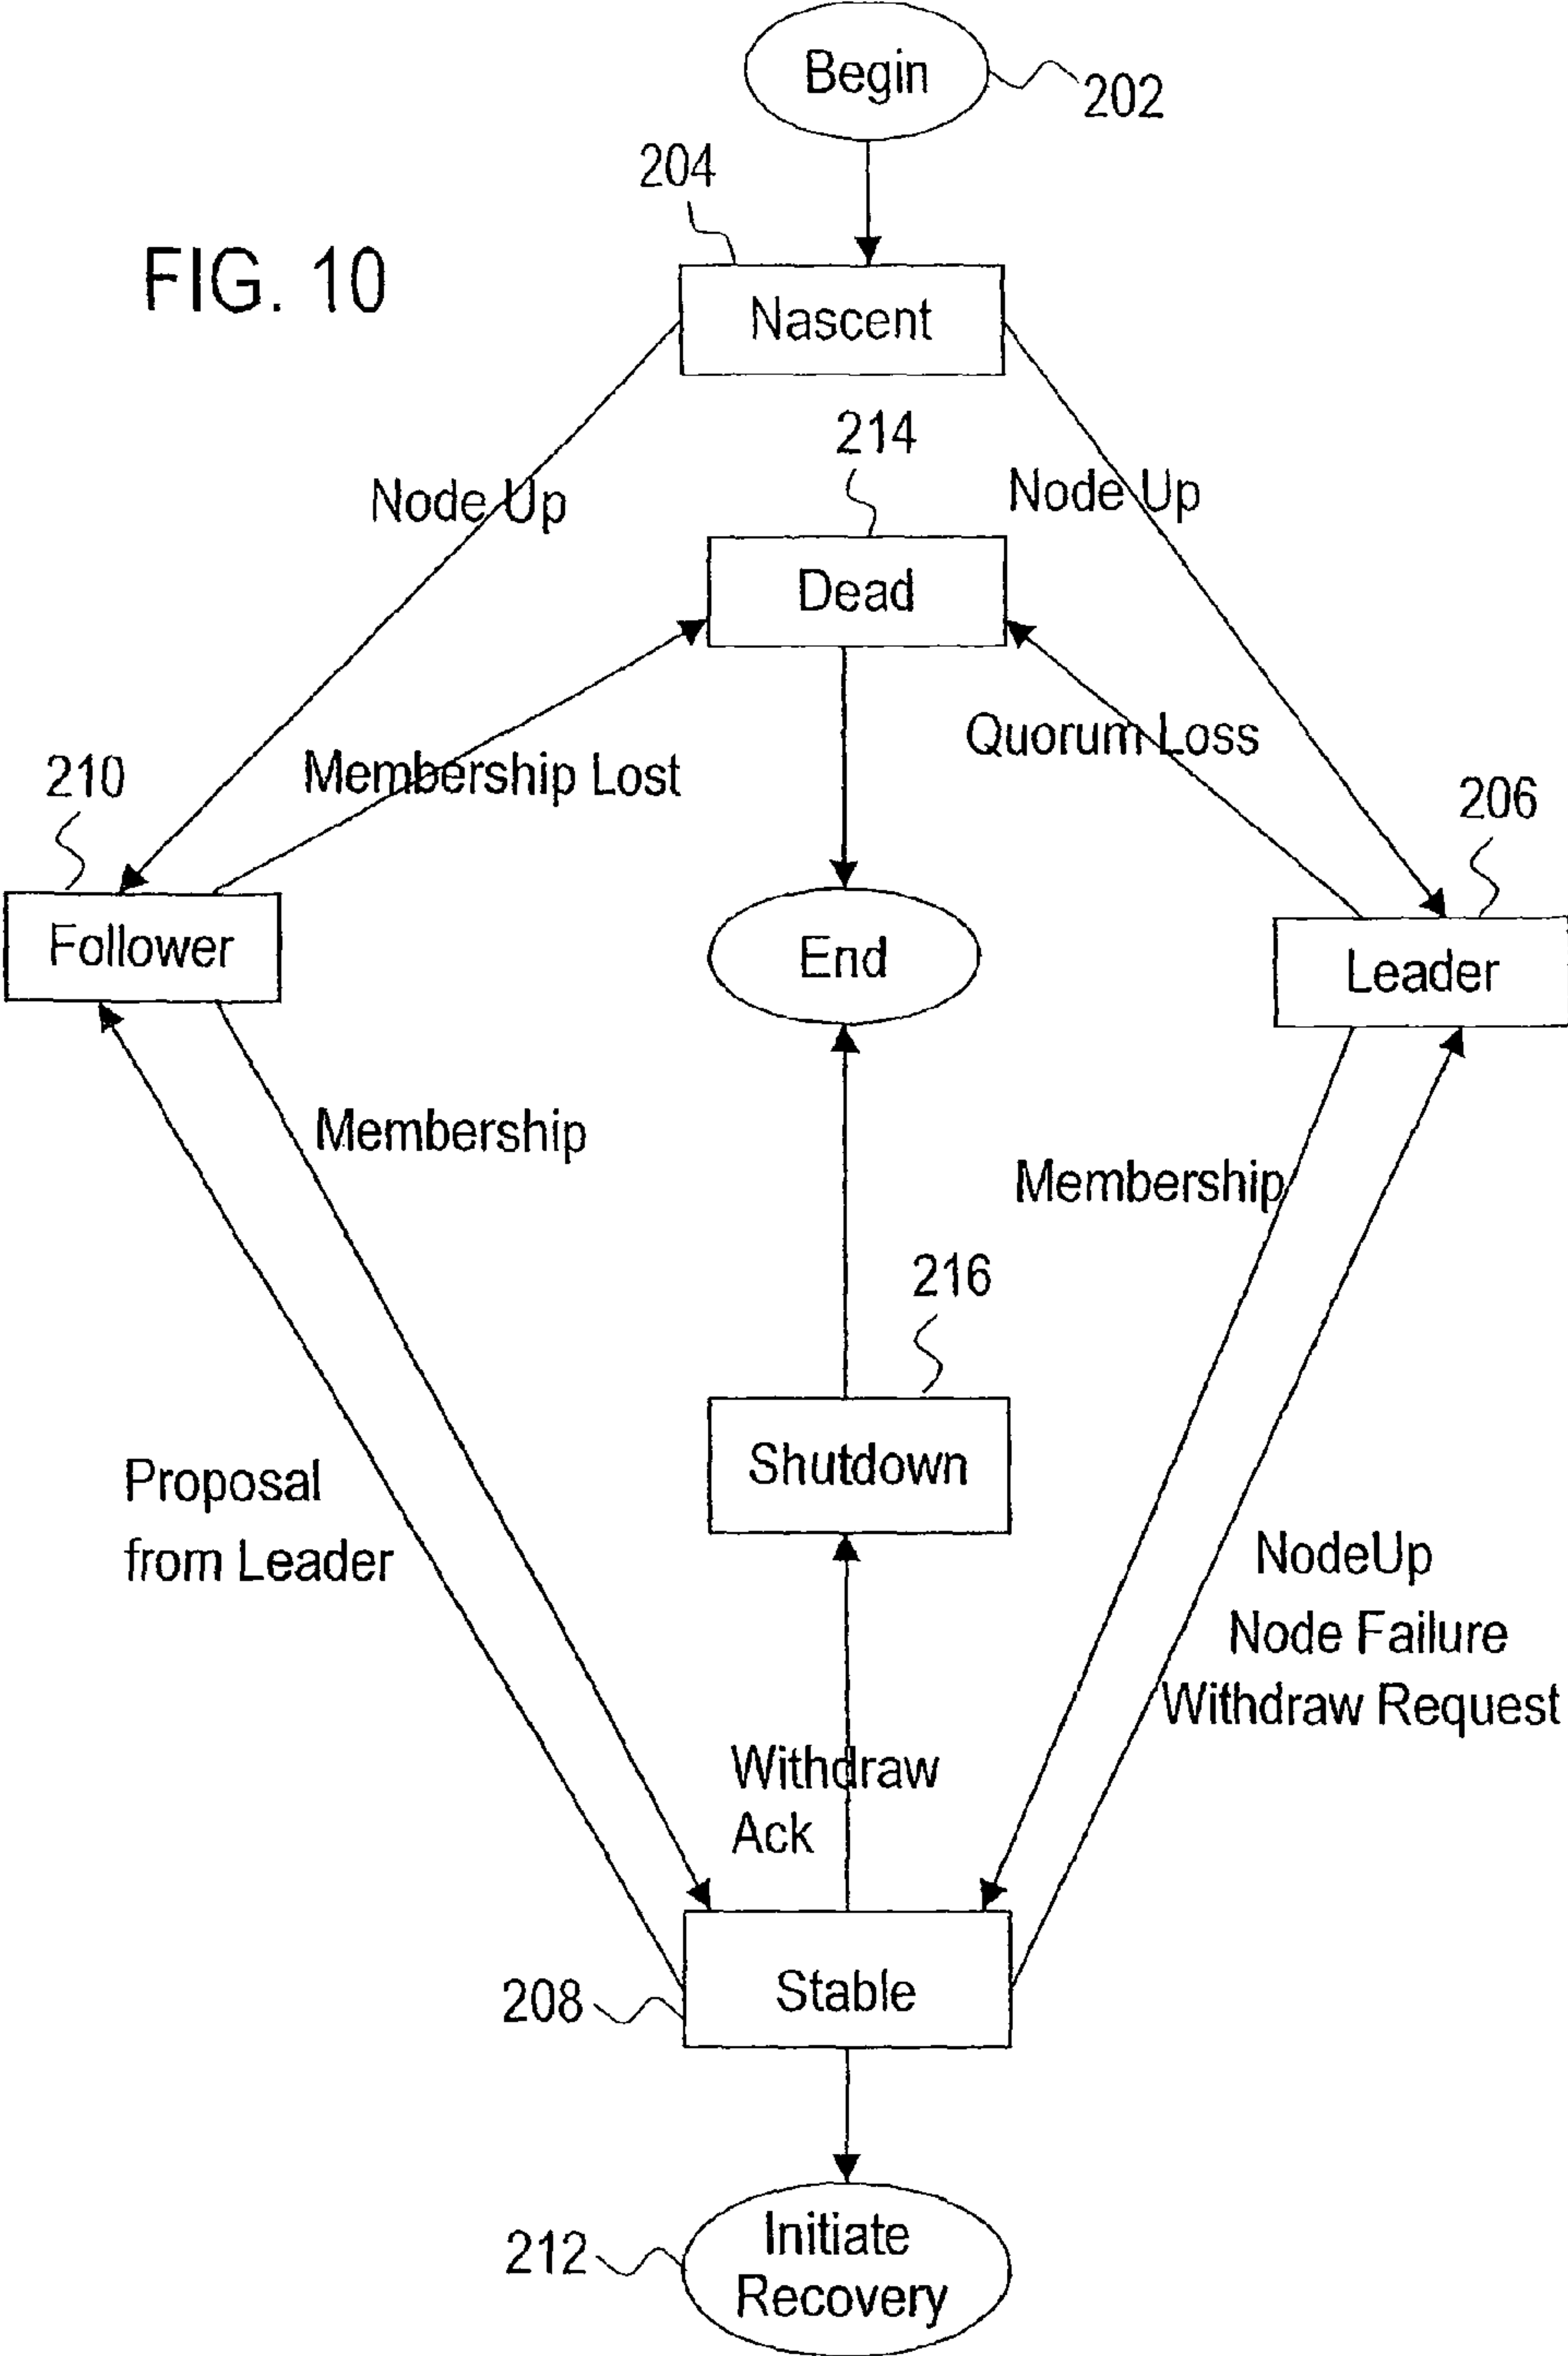 Begin
202
204
FIG. 10
Nascent
214
Node Up
Node Up
Dead
Quorum Loss
Membership Lost
210
206
Follower
End
Leader
Membership
Membership
216
Shutdown
Proposal
from Leader
NodeUp
Node Failure
Withdraw Request
Withdraw
Ack
208
Stable
212
Initiate
Recovery